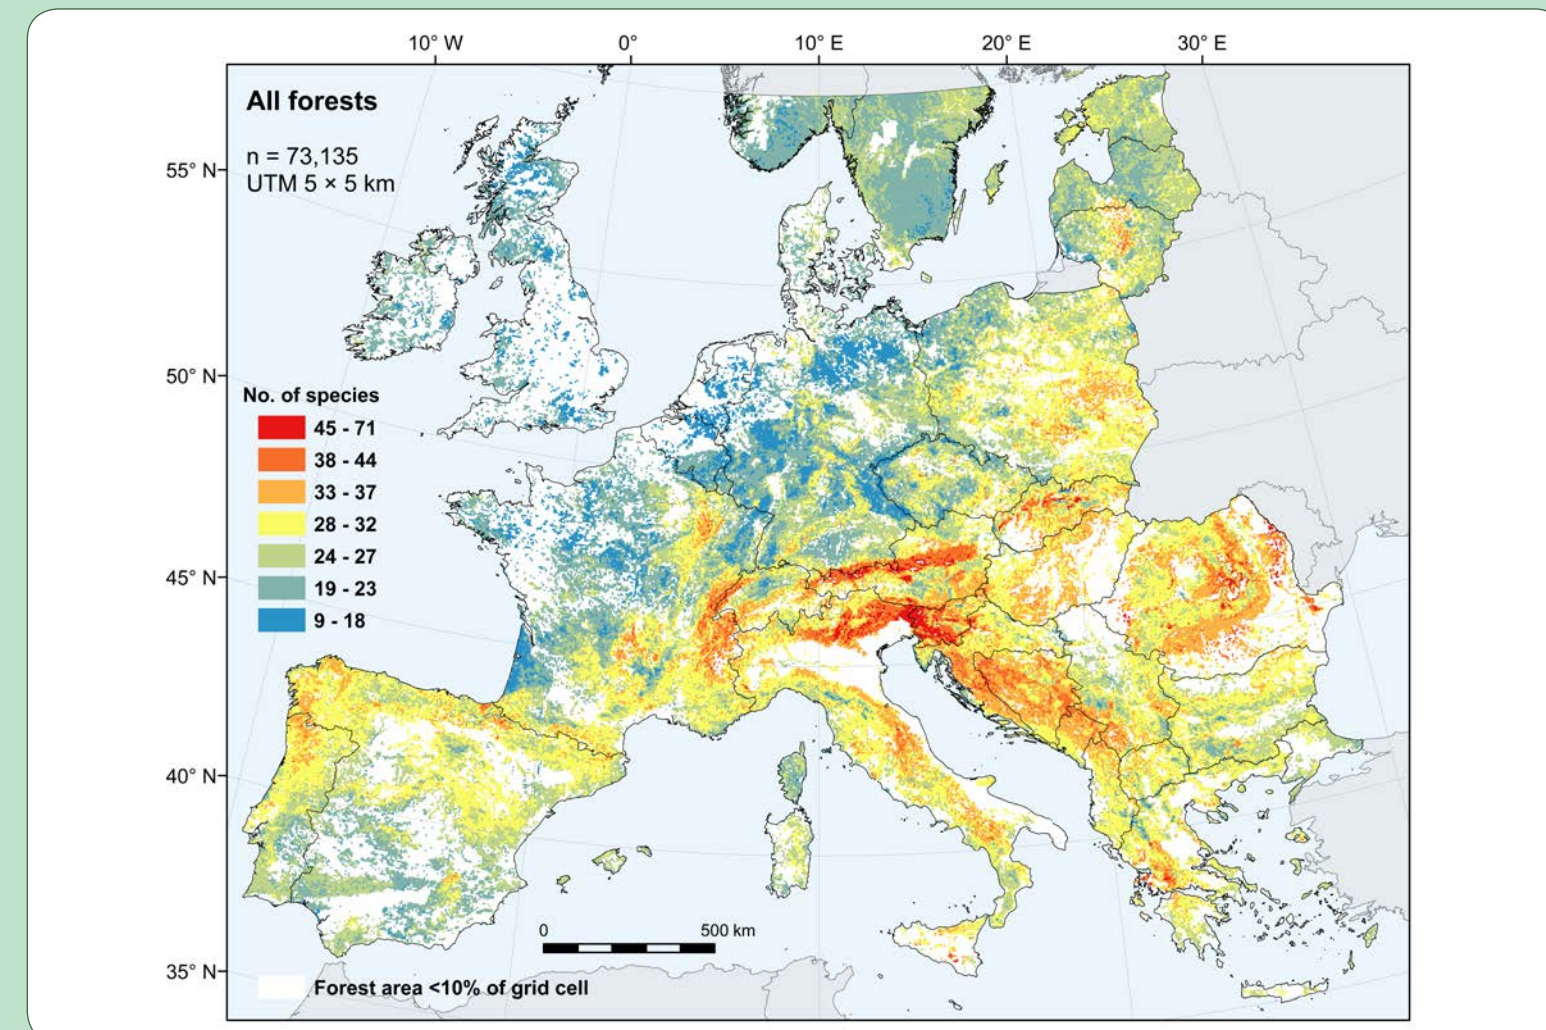 10° W 0° 10° E 20° E 30° E
All forests
n = 73,135
UTM 5 × 5 km
55° N
50° N
No. of species
45 - 71
38 - 44
33 - 37
28 - 32
24 - 27
19 - 23
9 - 18
45° N
40° N
0 500 km
35° N
Forest area <10% of grid cell